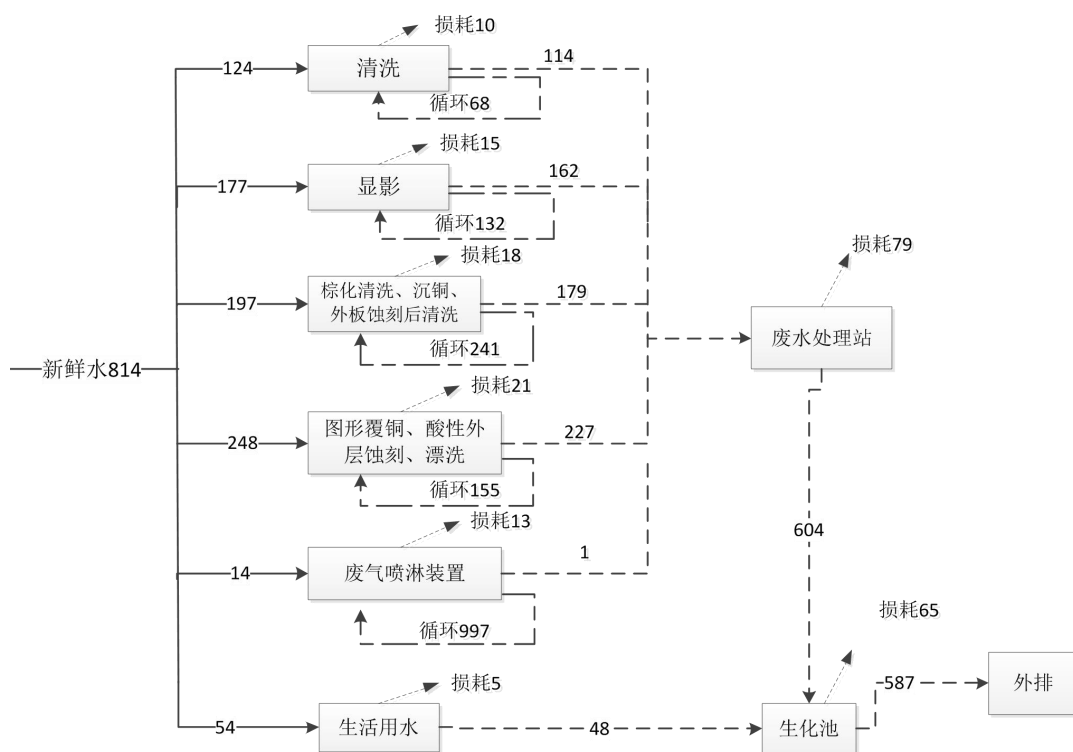 损耗10
124
清洗
114
循环68
损耗15
177
显影
162
循环132
损耗18
197
棕化清洗、沉铜、
外板蚀刻后清洗
179
循环241
损耗79
废水处理站
新鲜水814
损耗21
248
图形覆铜、酸性外
层蚀刻、漂洗
227
循环155
损耗13
14
废气喷淋装置
1
循环997
604
损耗65
损耗5
54
生活用水
48
生化池
587
外排